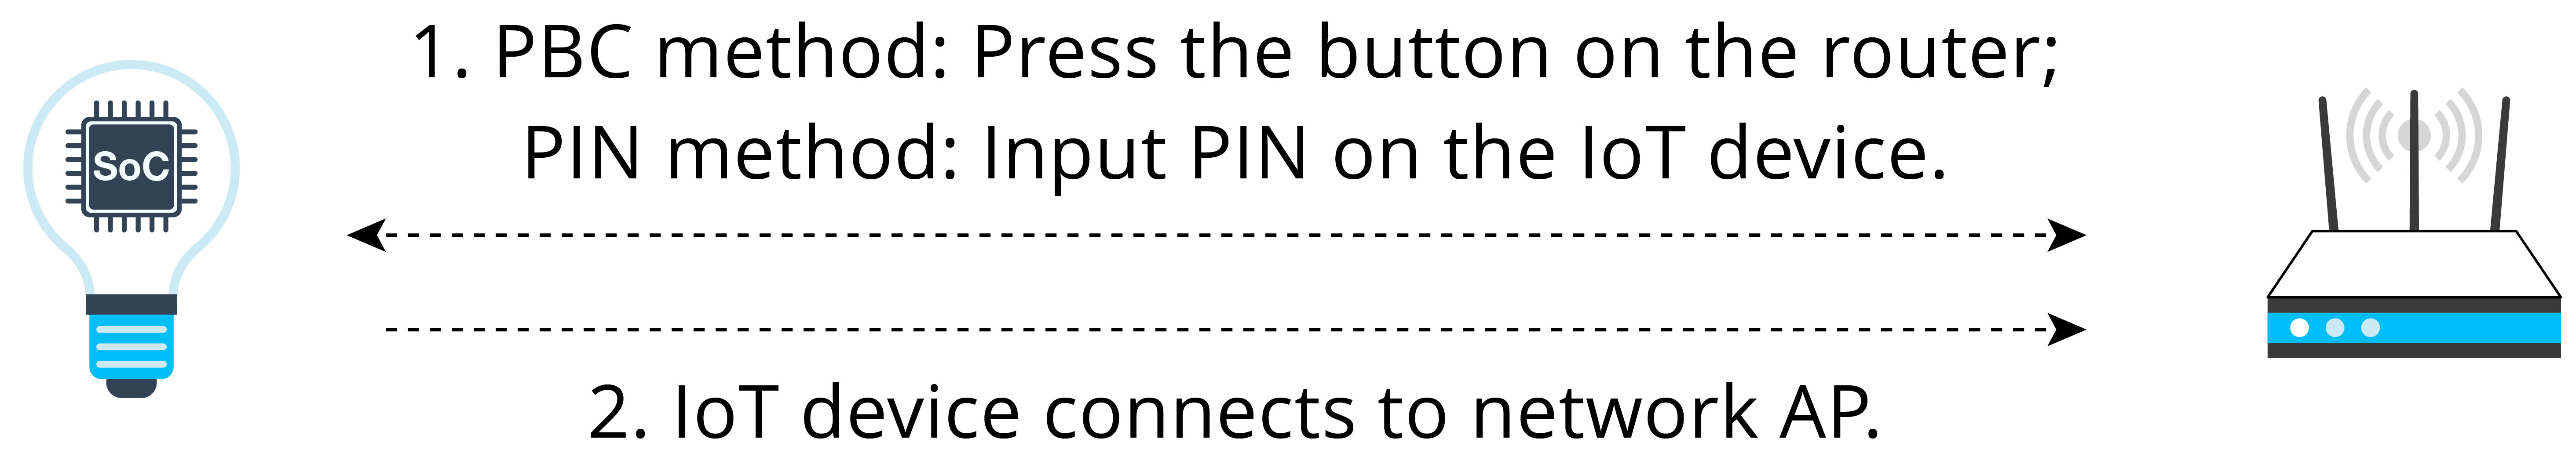 1. PBC method: Press the button on the router;
PIN method: Input PIN on the IoT device.
SoC
2. IoT device connects to network AP.